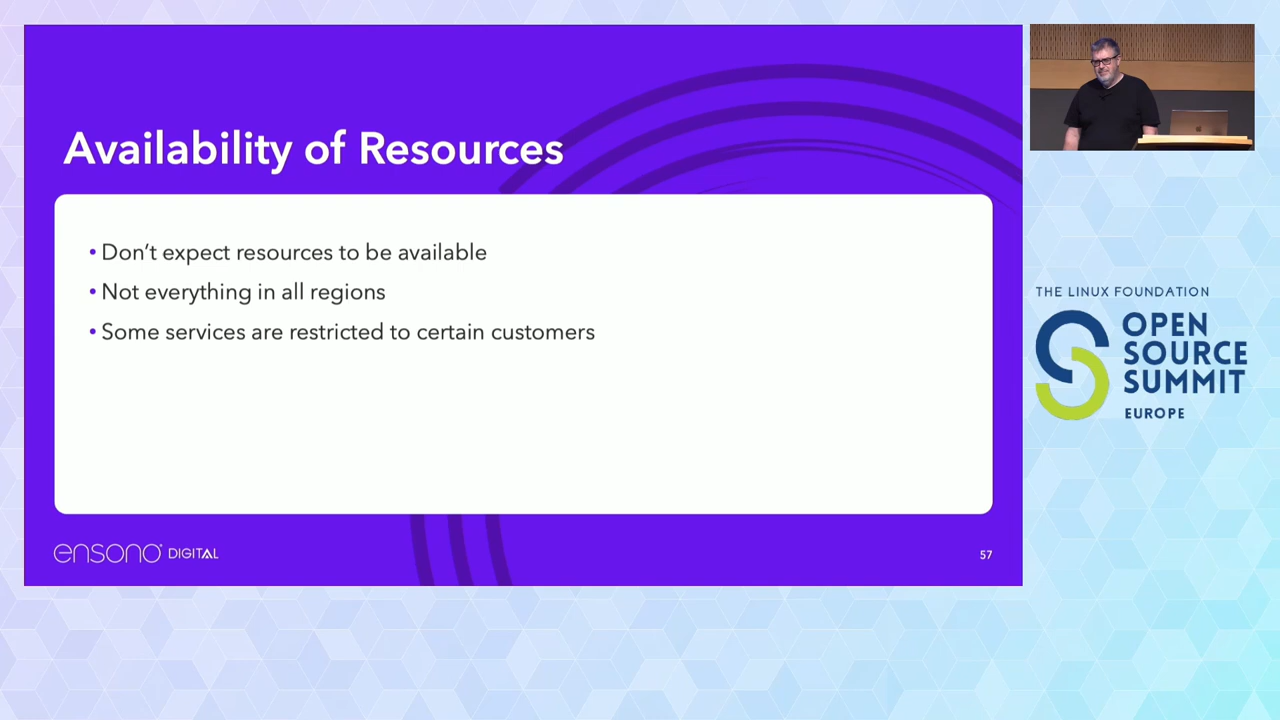 Availability of Resources
• Don’t expect resources to be available
• Not everything in all regions
• Some services are restricted to certain customers
ensono DIGITAL
57
THE LINUX FOUNDATION
OPEN
SOURCE
SUMMIT
EUROPE